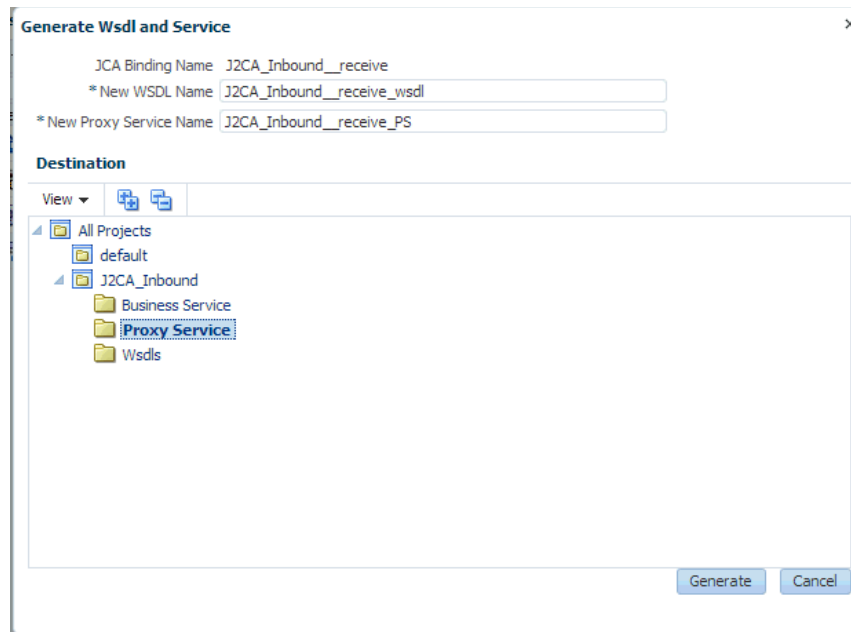 Generate Wsdl and Service
JCA Binding Name J2CA_Inbound__receive
* New WSDL Name J2CA_Inbound__receive_wsdl
* New Proxy Service Name J2CA_Inbound__receive_PS
Destination
View
All Projects
default
J2CA_Inbound
Business Service
Proxy Service
Wsdls
Generate Cancel